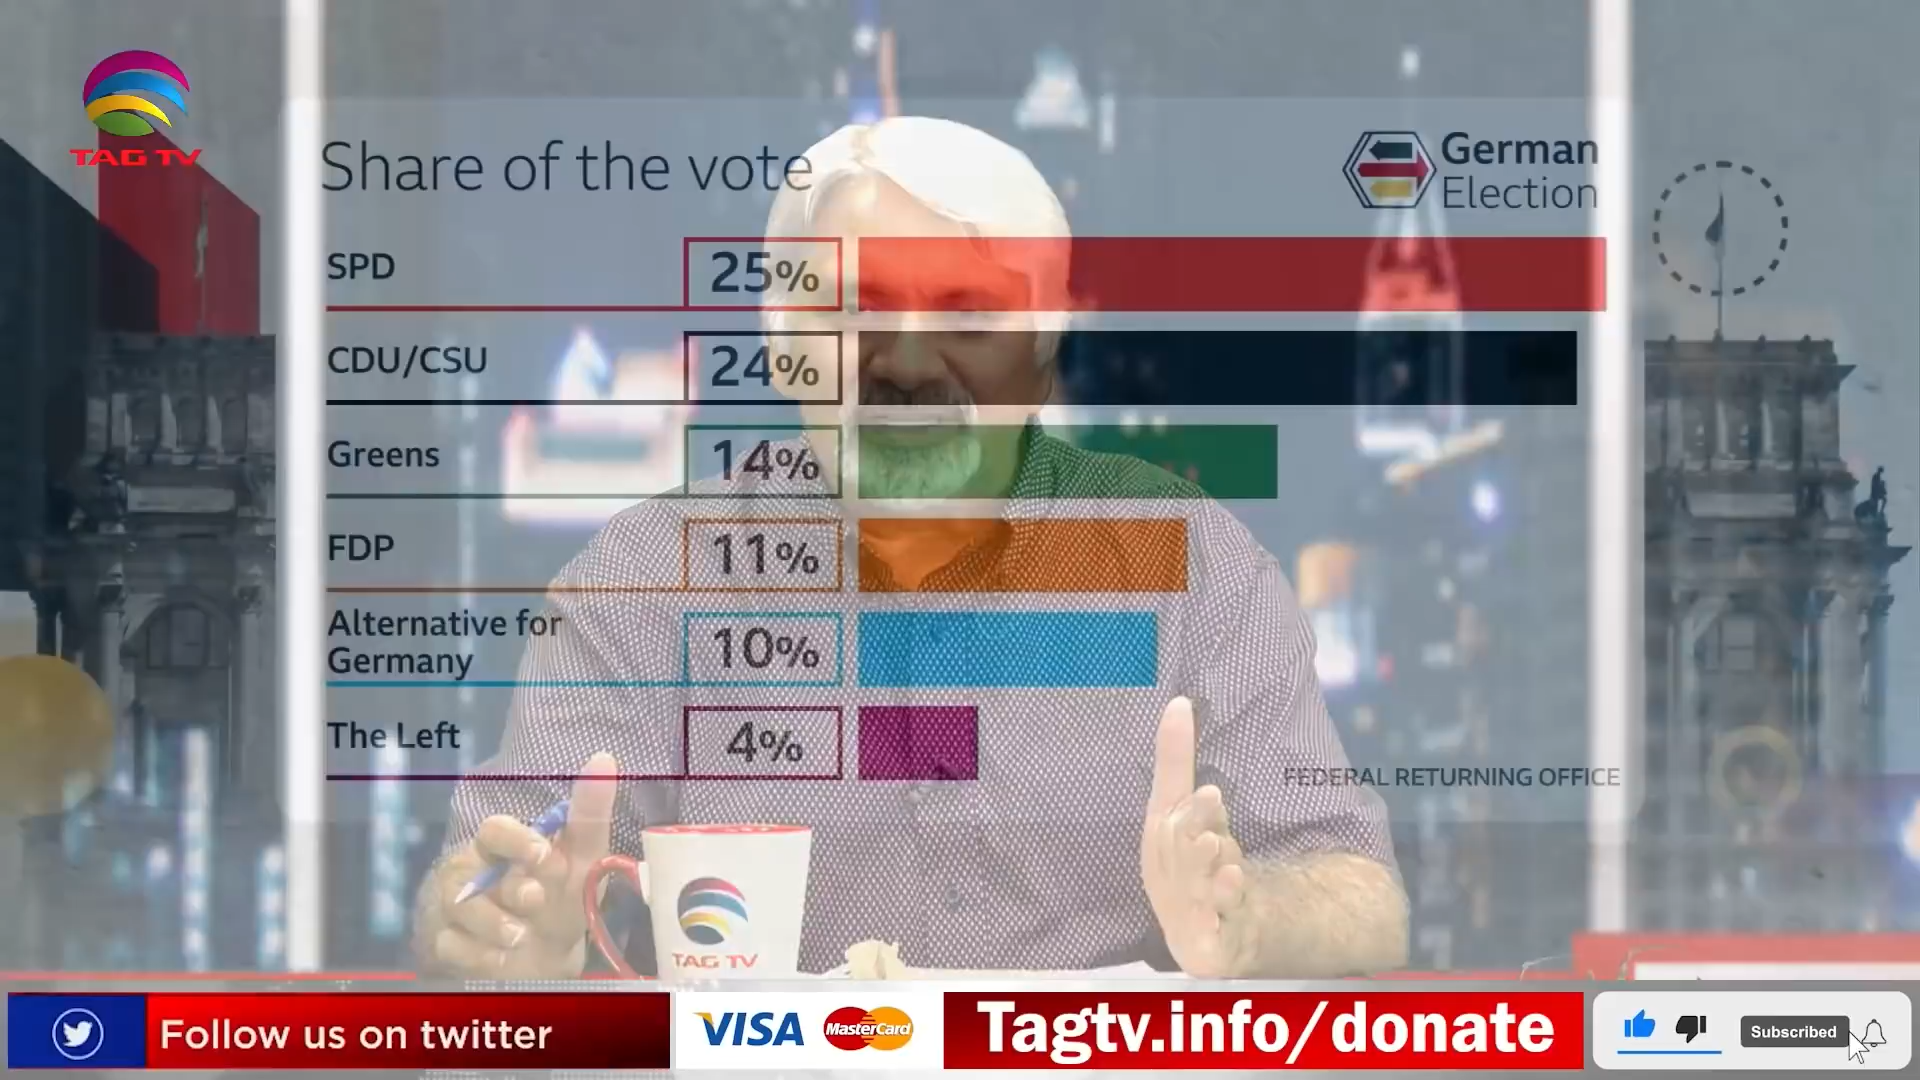 TAG TV
Share of the vote
German
Election
SPD 25%
CDU/CSU 24%
Greens 14%
FDP 11%
Alternative for
Germany 10%
The Left 4%
FEDERAL RETURNING OFFICE
TAG TV
Follow us on twitter
VISA
MasterCard
Tagtv.info/donate
Subscribed